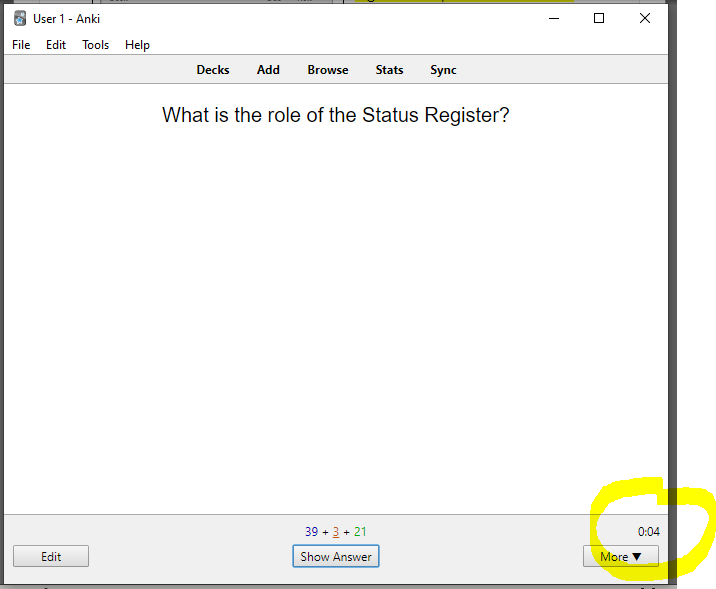 User 1 - Anki
File Edit Tools Help
Decks Add Browse Stats Sync
What is the role of the Status Register?
39 + 3 + 21
0:04
Edit
Show Answer
More ▼